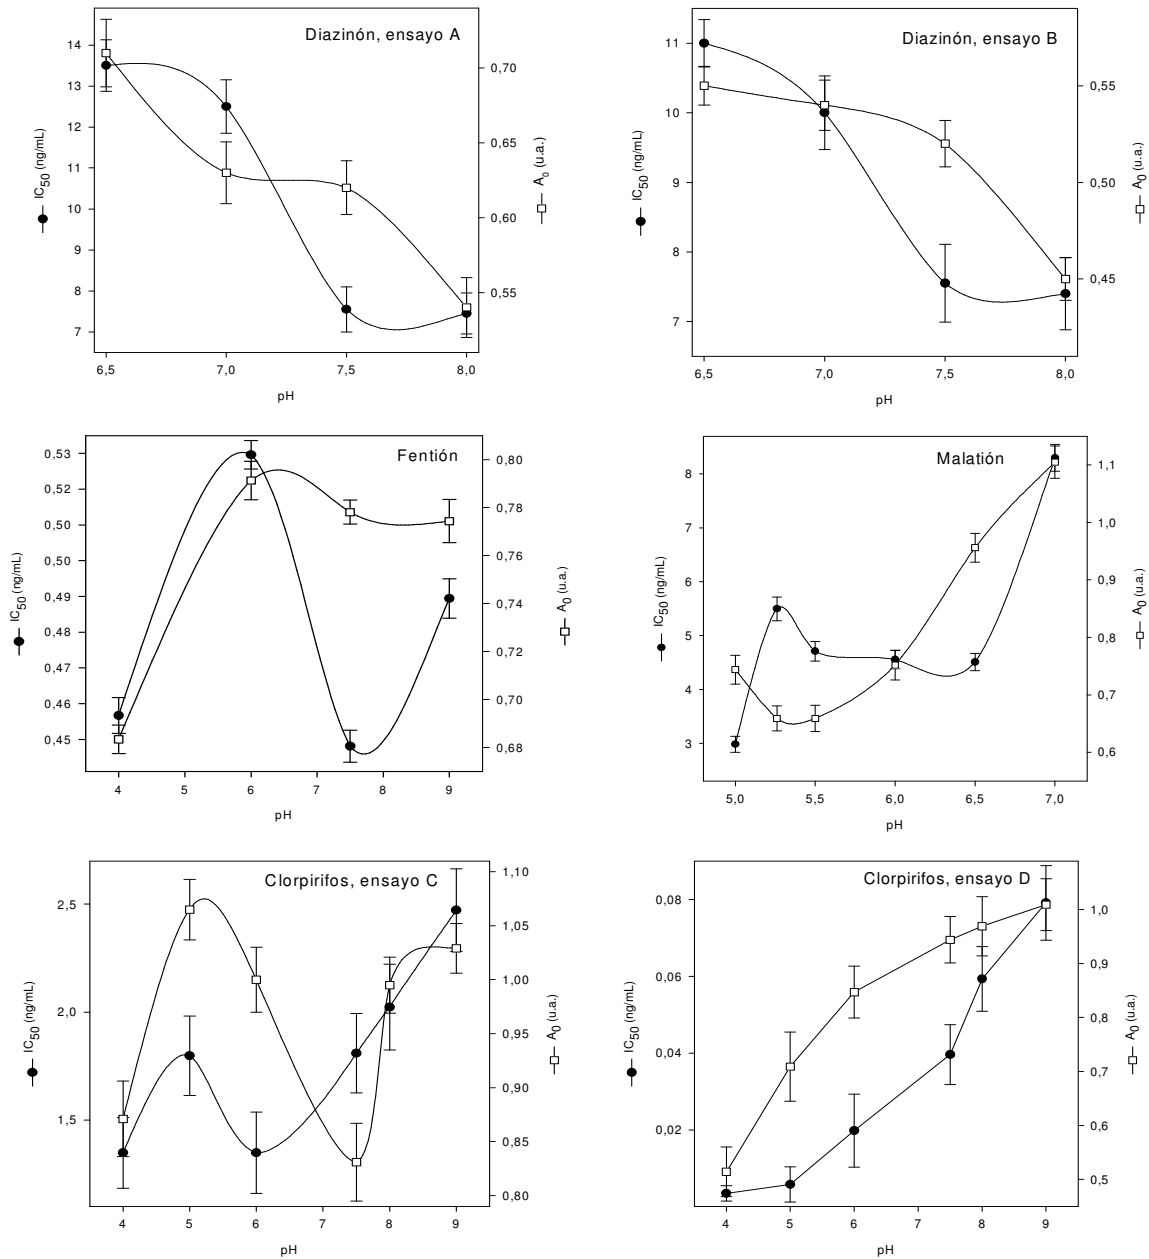 Diazinón, ensayo A
14
13
12
11
10
9
8
7
IC50 (ng/mL)
0,70
0,65
0,60
0,55
A0 (u.a.)
6,5 7,0 7,5 8,0
pH
Diazinón, ensayo B
11
10
9
8
7
IC50 (ng/mL)
0,55
0,50
0,45
A0 (u.a.)
6,5 7,0 7,5 8,0
pH
Fentión
0,53
0,52
0,50
0,50
0,49
0,48
0,47
0,46
0,45
IC50 (ng/mL)
0,80
0,78
0,76
0,74
0,72
0,70
0,68
A0 (u.a.)
4 5 6 7 8 9
pH
Malatión
8
7
6
5
4
3
IC50 (ng/mL)
1,1
1,0
0,9
0,8
0,7
0,6
A0 (u.a.)
5,0 5,5 6,0 6,5 7,0
pH
Clorpirifos, ensayo C
2,5
2,0
1,5
IC50 (ng/mL)
1,10
1,05
1,00
0,95
0,90
0,85
0,80
A0 (u.a.)
4 5 6 7 8 9
pH
Clorpirifos, ensayo D
0,08
0,06
0,04
0,02
IC50 (ng/mL)
1,0
0,9
0,8
0,7
0,6
0,5
A0 (u.a.)
4 5 6 7 8 9
pH